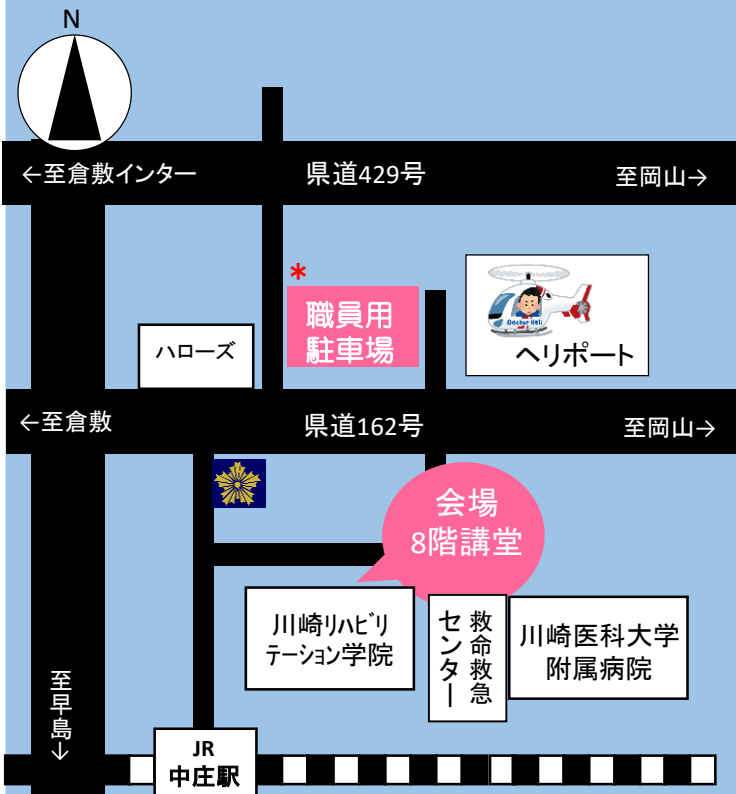 N
←至倉敷インター
県道429号
至岡山→
*
職員用
駐車場
Doctor Heli
ヘリポート
ハローズ
←至倉敷
県道162号
至岡山→
会場
8階講堂
川崎リハビリ
テーション学院
救命救急
センター
川崎医科大学
附属病院
至早島→
JR
中庄駅